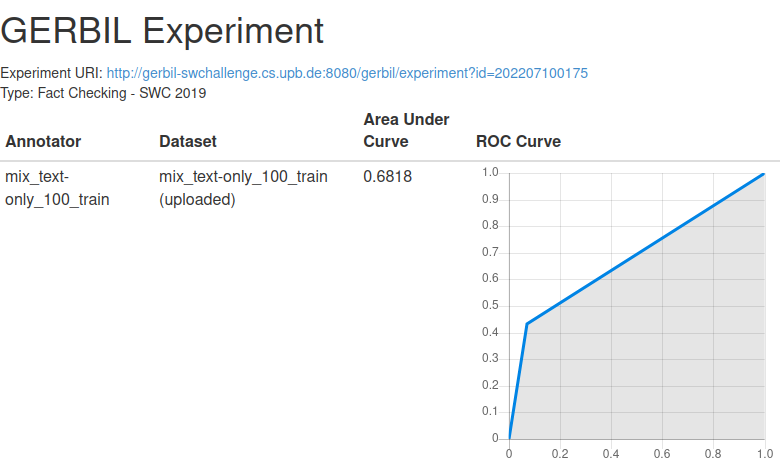 GERBIL Experiment
Experiment URI: http://gerbil-swchallenge.cs.upb.de:8080/gerbil/experiment?id=202207100175
Type: Fact Checking - SWC 2019
Annotator Dataset Area Under Curve ROC Curve
mix_text-only_100_train mix_text-only_100_train (uploaded) 0.6818
1.0
0.9
0.8
0.7
0.6
0.5
0.4
0.3
0.2
0.1
0
0 0.2 0.4 0.6 0.8 1.0